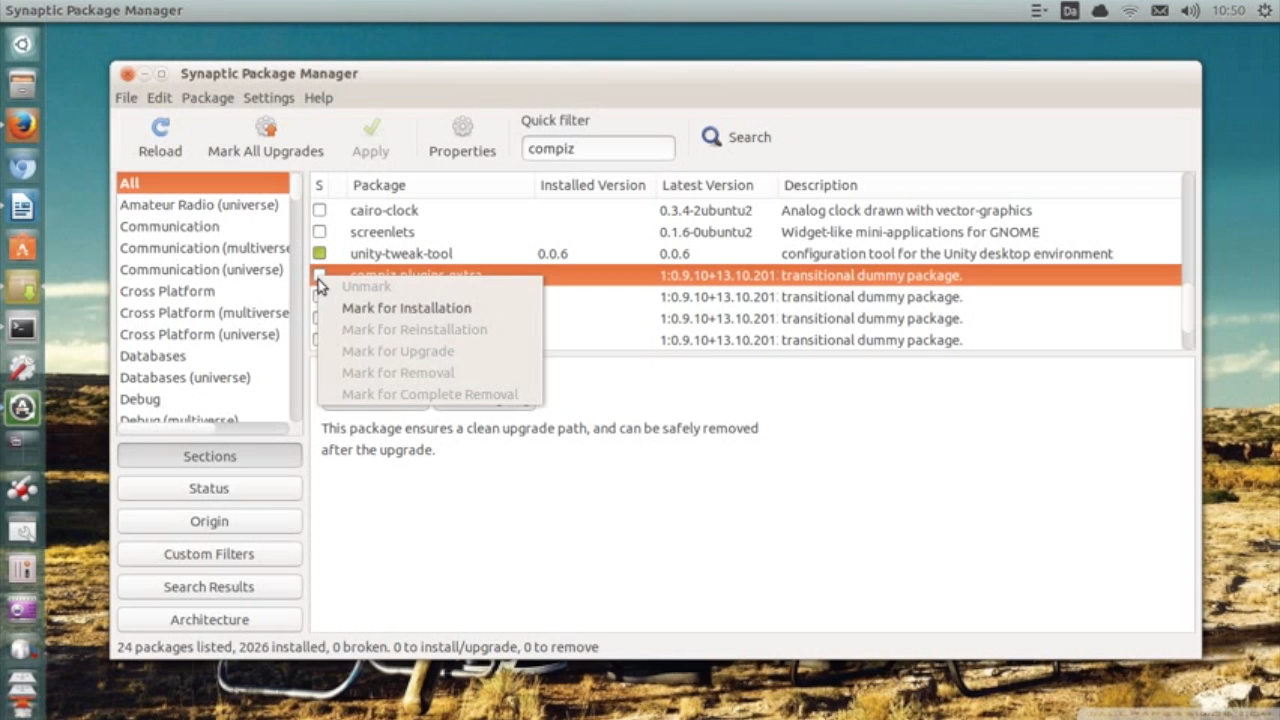 Synaptic Package Manager
Da
10:50
Synaptic Package Manager
File Edit Package Settings Help
Reload
Mark All Upgrades
Apply
Properties
Quick filter
compiz
Search
All
Amateur Radio (universe)
Communication
Communication (multiverse
Communication (universe)
Cross Platform
Cross Platform (multiverse
Cross Platform (universe)
Databases
Databases (universe)
Debug
Debug (multiverse)
Sections
Status
Origin
Custom Filters
Search Results
Architecture
S Package Installed Version Latest Version Description
cairo-clock 0.3.4-2ubuntu2 Analog clock drawn with vector-graphics
screenlets 0.1.6-0ubuntu2 Widget-like mini-applications for GNOME
unity-tweak-tool 0.0.6 0.0.6 configuration tool for the Unity desktop environment
compiz-plugins-extra 1:0.9.10+13.10.201 transitional dummy package.
1:0.9.10+13.10.201 transitional dummy package.
1:0.9.10+13.10.201 transitional dummy package.
1:0.9.10+13.10.201 transitional dummy package.
Unmark
Mark for Installation
Mark for Reinstallation
Mark for Upgrade
Mark for Removal
Mark for Complete Removal
This package ensures a clean upgrade path, and can be safely removed
after the upgrade.
24 packages listed, 2026 installed, 0 broken. 0 to install/upgrade, 0 to remove